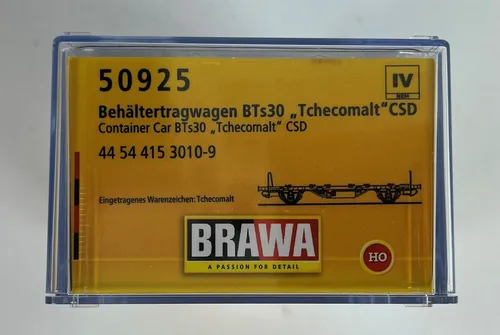 50925
IV
Behältertragwagen BTs30 „Tchecomalt“ CSD
Container Car BTs30 „Tchecomalt“ CSD
44 54 415 3010-9
Eingetragenes Warenzeichen: Tchecomalt
BRAWA
A PASSION FOR DETAIL
HO